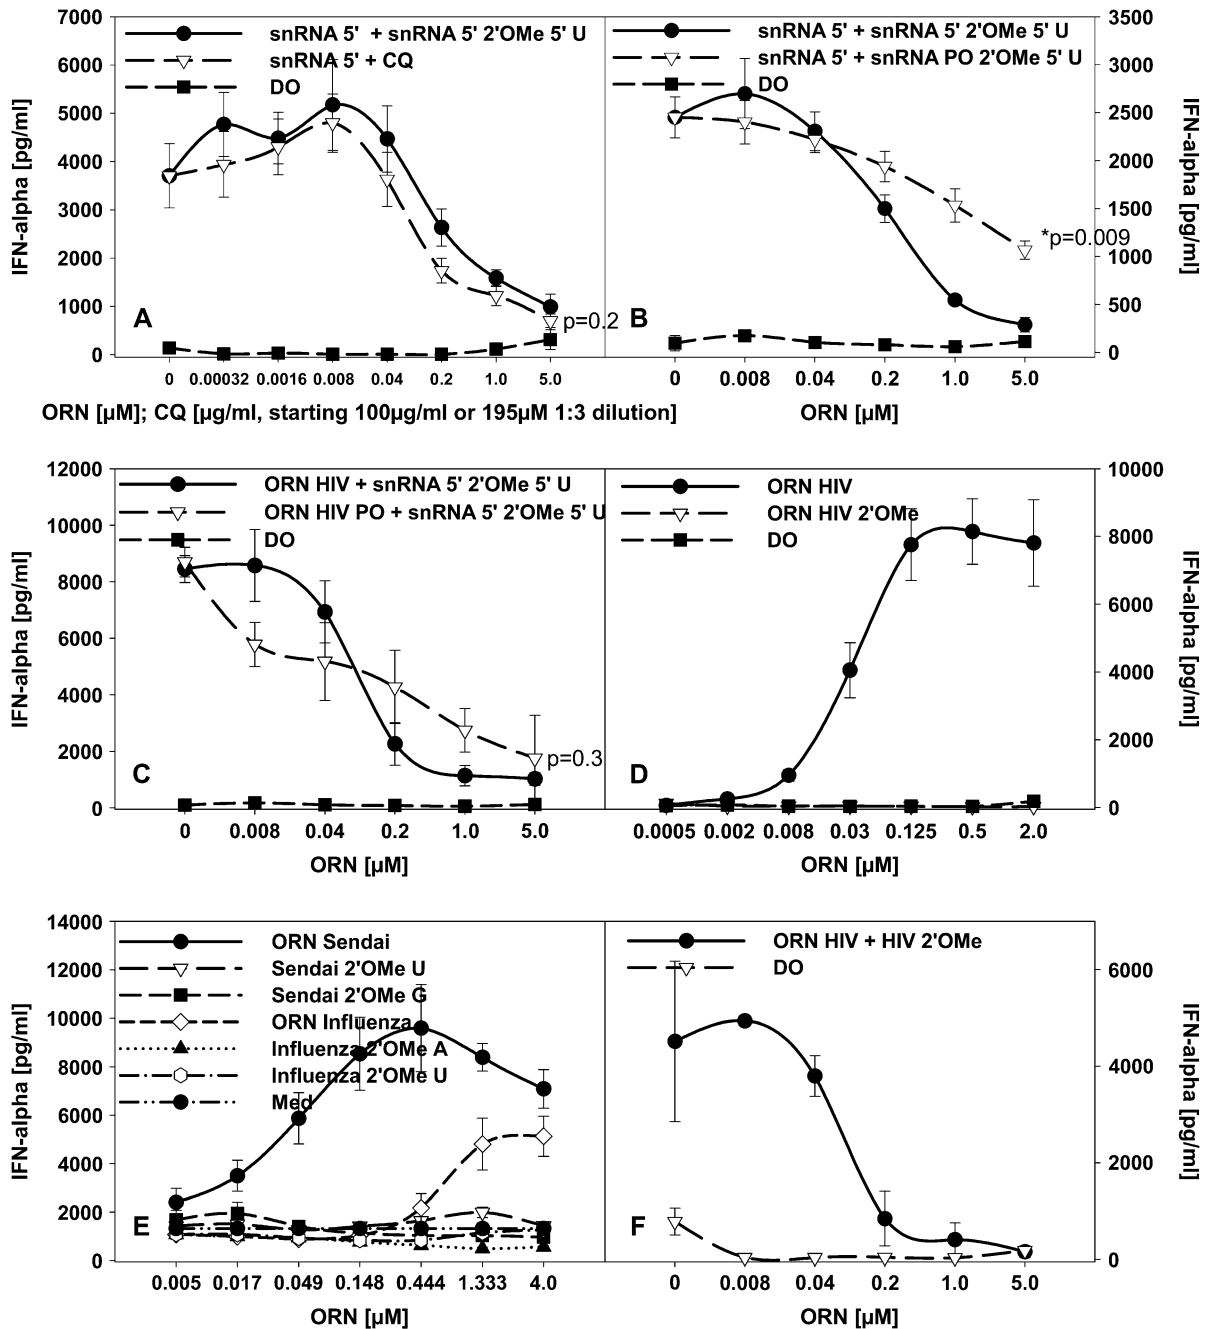 7000
6000
5000
4000
3000
2000
1000
0
IFN-alpha [pg/ml]
snRNA 5' + snRNA 5' 2'OMe 5' U
snRNA 5' + CQ
DO
A
p=0.2
0 0.00032 0.0016 0.008 0.04 0.2 1.0 5.0
ORN [µM]; CQ [µg/ml, starting 100µg/ml or 195µM 1:3 dilution]
snRNA 5' + snRNA 5' 2'OMe 5' U
snRNA 5' + snRNA PO 2'OMe 5' U
DO
B
*p=0.009
3500
3000
2500
2000
1500
1000
500
0
IFN-alpha [pg/ml]
0 0.008 0.04 0.2 1.0 5.0
ORN [µM]
12000
10000
8000
6000
4000
2000
0
IFN-alpha [pg/ml]
ORN HIV + snRNA 5' 2'OMe 5' U
ORN HIV PO + snRNA 5' 2'OMe 5' U
DO
C
p=0.3
0 0.008 0.04 0.2 1.0 5.0
ORN [µM]
ORN HIV
ORN HIV 2'OMe
DO
D
10000
8000
6000
4000
2000
0
IFN-alpha [pg/ml]
0.0005 0.002 0.008 0.03 0.125 0.5 2.0
ORN [µM]
14000
12000
10000
8000
6000
4000
2000
0
IFN-alpha [pg/ml]
ORN Sendai
Sendai 2'OMe U
Sendai 2'OMe G
ORN Influenza
Influenza 2'OMe A
Influenza 2'OMe U
Med
E
0.005 0.017 0.049 0.148 0.444 1.333 4.0
ORN [µM]
ORN HIV + HIV 2'OMe
DO
F
6000
4000
2000
0
IFN-alpha [pg/ml]
0 0.008 0.04 0.2 1.0 5.0
ORN [µM]